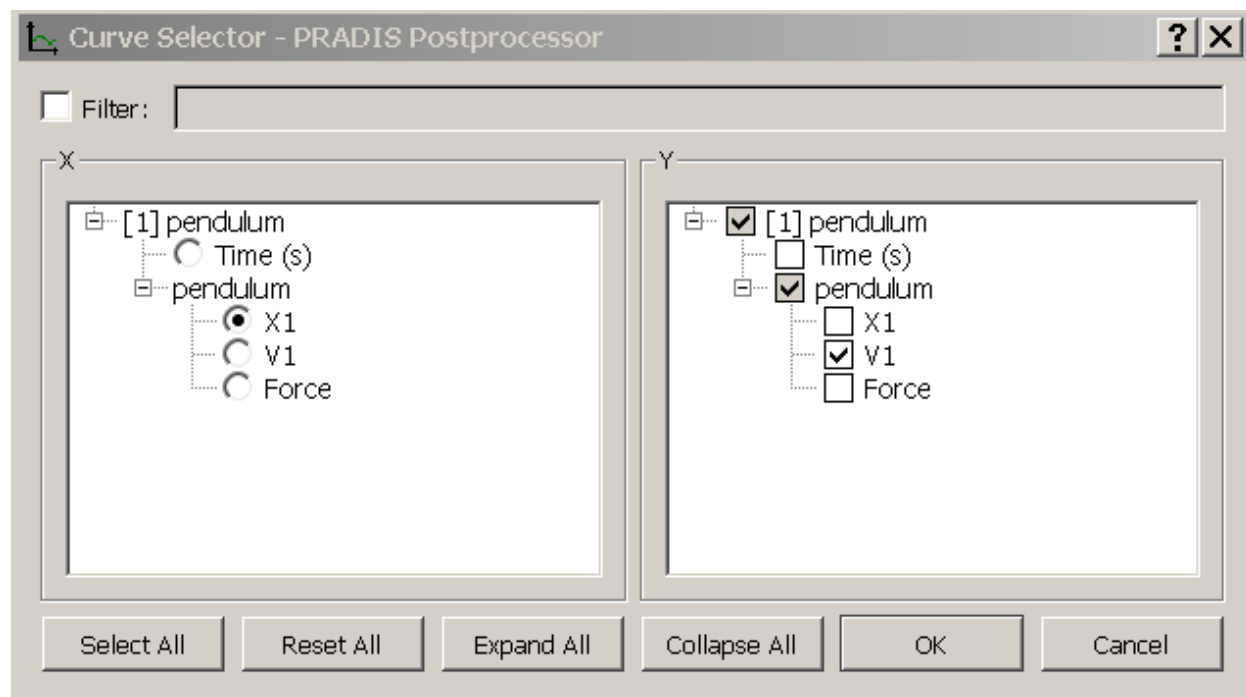 Curve Selector - PRADIS Postprocessor
Filter:
X
[1] pendulum
Time (s)
pendulum
X1
V1
Force
Y
[1] pendulum
Time (s)
pendulum
X1
V1
Force
Select All
Reset All
Expand All
Collapse All
OK
Cancel